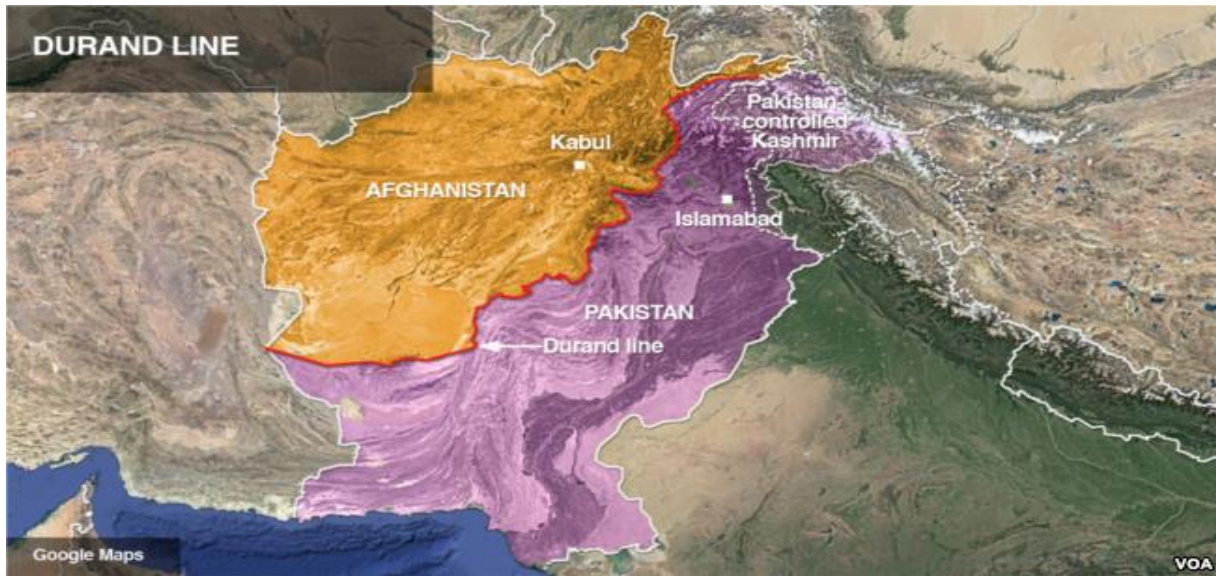 DURAND LINE
Pakistan
controlled
Kashmir
Kabul
AFGHANISTAN
Islamabad
PAKISTAN
Durand line
Google Maps
VOA